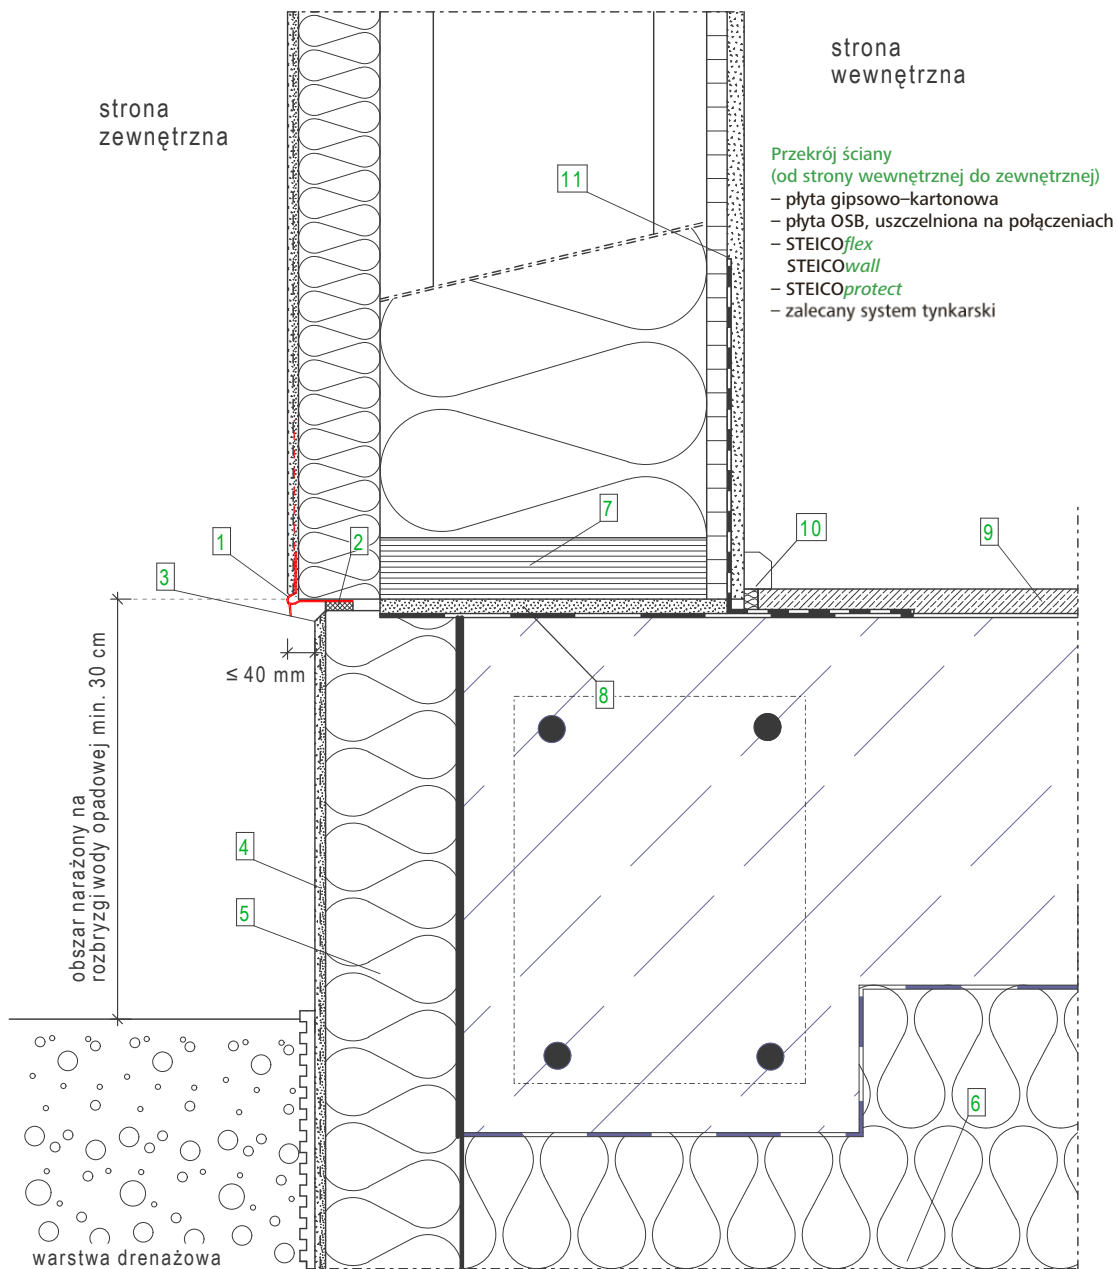 strona
zewnętrzna
strona
wewnętrzna
Przekrój ściany
(od strony wewnętrznej do zewnętrznej)
– płyta gipsowo–kartonowa
– płyta OSB, uszczelniona na połączeniach
– STEICOflex
STEICOwall
– STEICOprotect
– zalecany system tynkarski
11
7
10
9
1
2
3
≤ 40 mm
8
obszar narażony na
rozbryzgi wody opadowej min. 30 cm
4
5
6
warstwa drenażowa